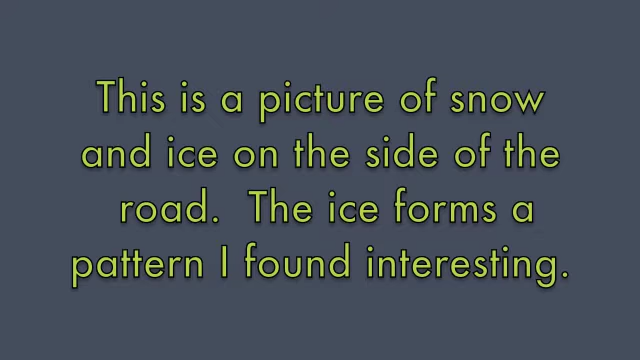 This is a picture of snow
and ice on the side of the
road.  The ice forms a
pattern I found interesting.